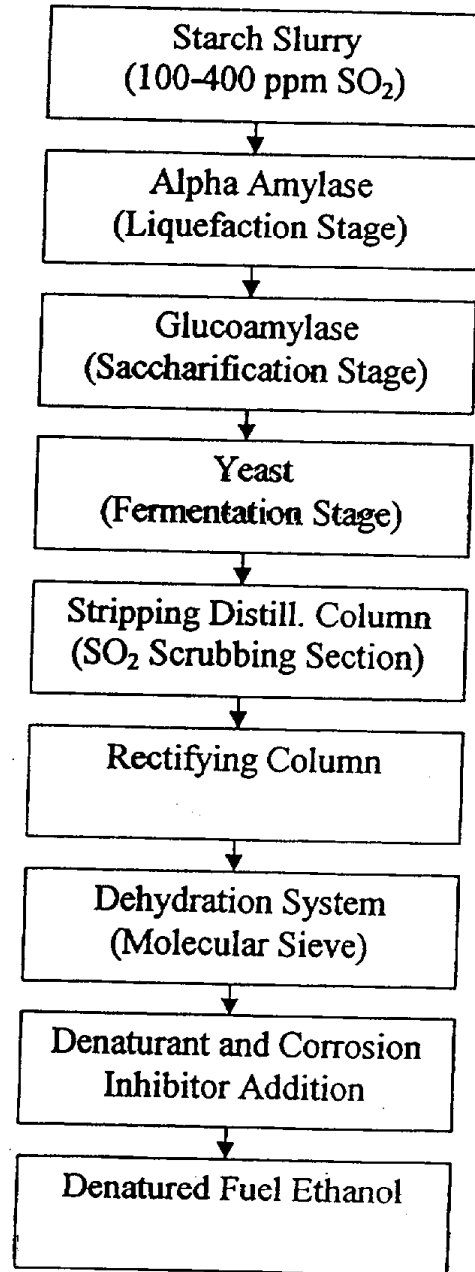 Starch Slurry
(100-400 ppm SO₂)
Alpha Amylase
(Liquefaction Stage)
Glucoamylase
(Saccharification Stage)
Yeast
(Fermentation Stage)
Stripping Distill. Column
(SO₂ Scrubbing Section)
Rectifying Column
Dehydration System
(Molecular Sieve)
Denaturant and Corrosion
Inhibitor Addition
Denatured Fuel Ethanol